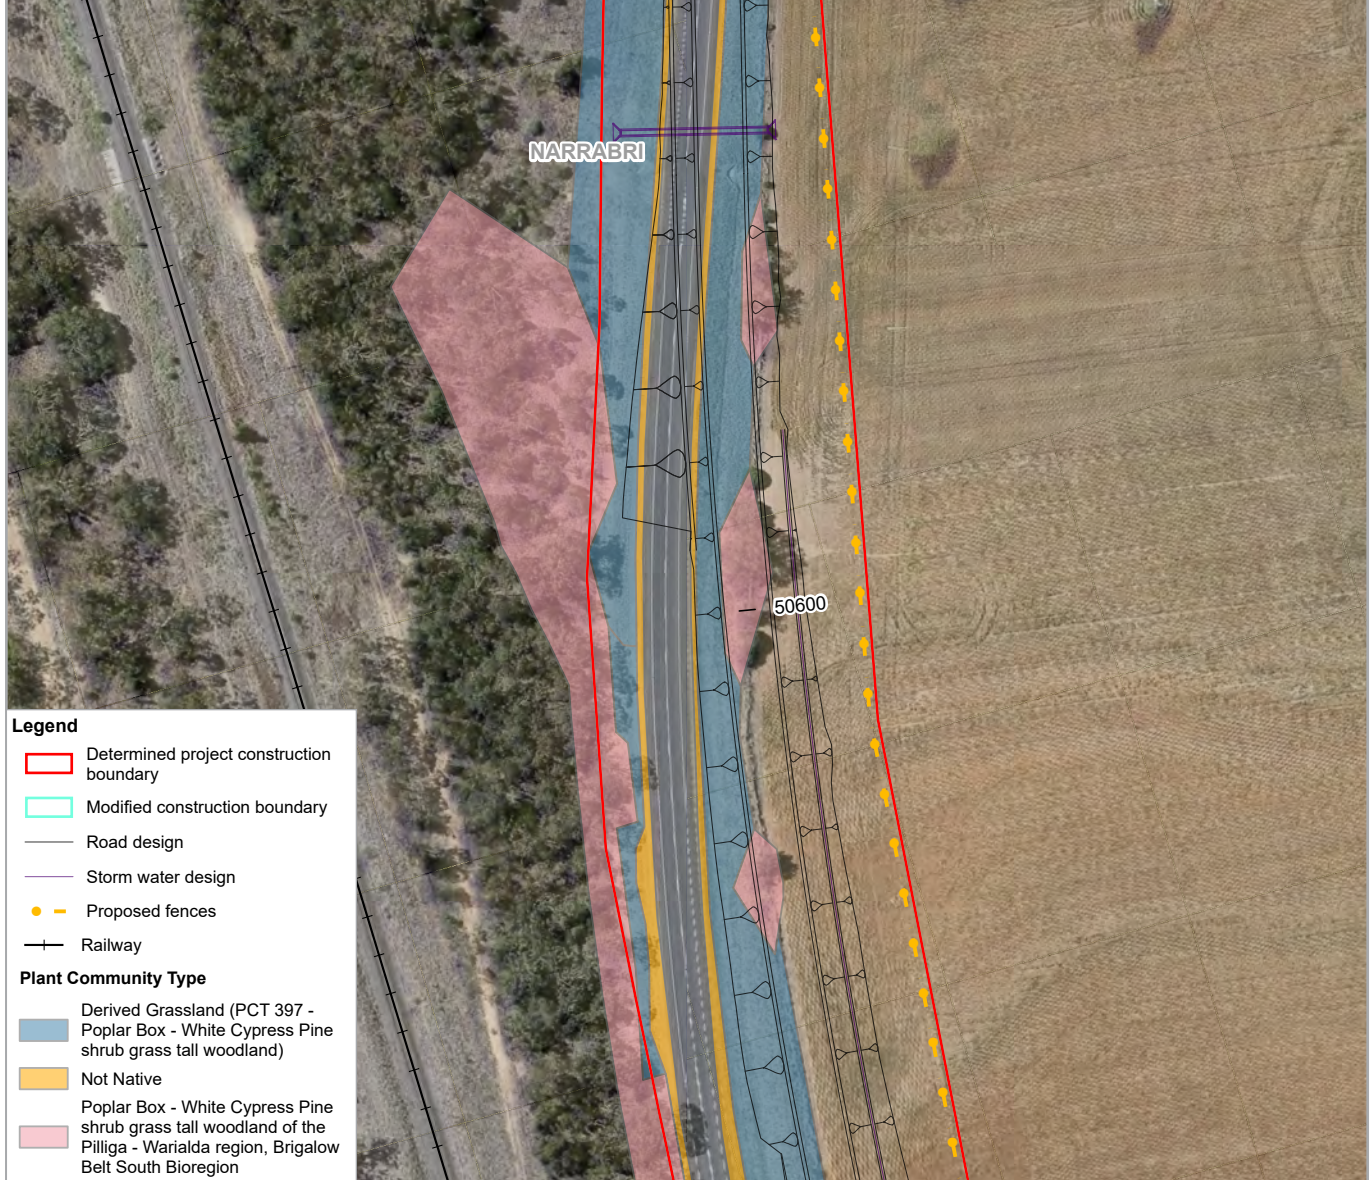 NARRABRI
50600
Legend
Determined project construction
boundary
Modified construction boundary
Road design
Storm water design
Proposed fences
Railway
Plant Community Type
Derived Grassland (PCT 397 -
Poplar Box - White Cypress Pine
shrub grass tall woodland)
Not Native
Poplar Box - White Cypress Pine
shrub grass tall woodland of the
Pilliga - Warialda region, Brigalow
Belt South Bioregion